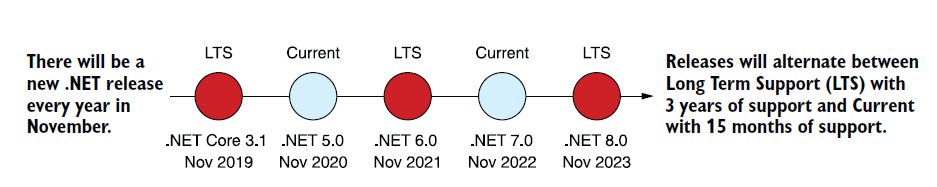 There will be a
new .NET release
every year in
November.
LTS
Current
LTS
Current
LTS
.NET Core 3.1
Nov 2019
.NET 5.0
Nov 2020
.NET 6.0
Nov 2021
.NET 7.0
Nov 2022
.NET 8.0
Nov 2023
Releases will alternate between
Long Term Support (LTS) with
3 years of support and Current
with 15 months of support.